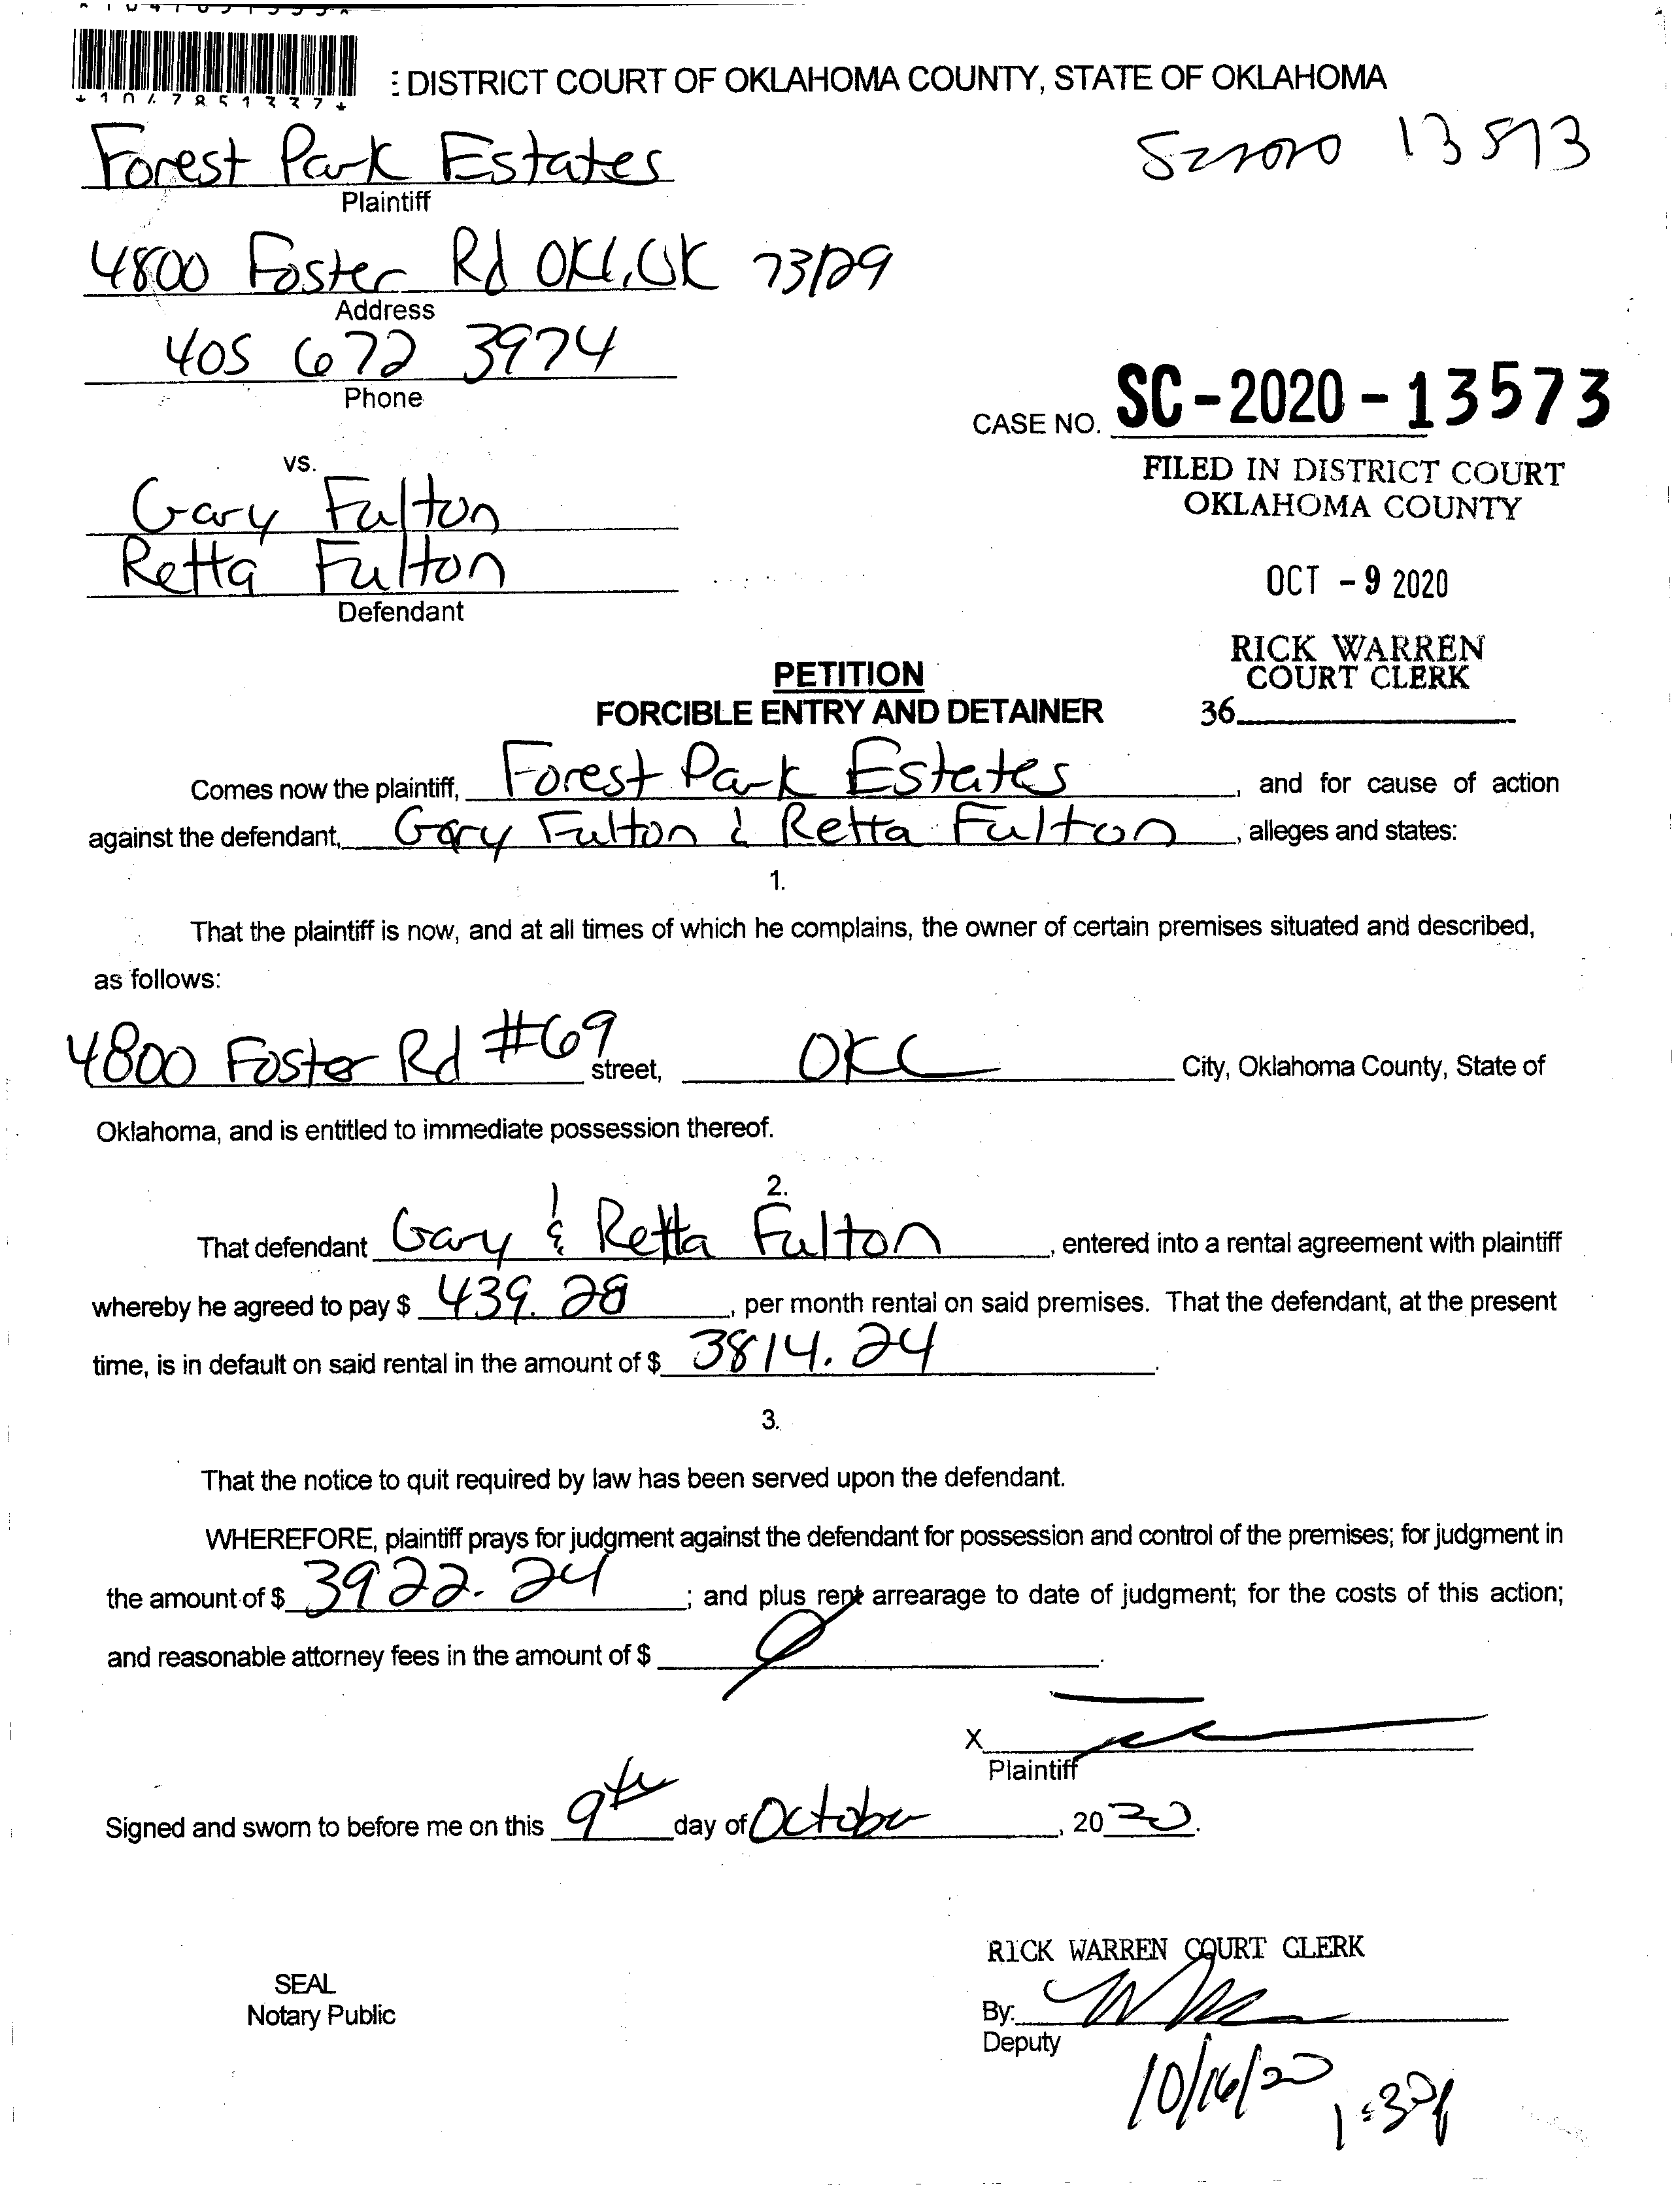 *1047851337*
DISTRICT COURT OF OKLAHOMA COUNTY, STATE OF OKLAHOMA
Forest Park Estates
13573
Plaintiff
4800 Foster Rd OKC, OK 73129
Address
405 672 3974
Phone
CASE NO. SC-2020-13573
vs.
FILED IN DISTRICT COURT
OKLAHOMA COUNTY
Gary Fulton
Retta Fulton
OCT -9 2020
Defendant
RICK WARREN
COURT CLERK
PETITION
36
FORCIBLE ENTRY AND DETAINER
Comes now the plaintiff, Forest Park Estates, and for cause of action
against the defendant, Gary Fulton & Retta Fulton, alleges and states:
1.
That the plaintiff is now, and at all times of which he complains, the owner of certain premises situated and described,
as follows:
4800 Foster Rd #69 street, OKC City, Oklahoma County, State of
Oklahoma, and is entitled to immediate possession thereof.
2.
That defendant Gary & Retta Fulton, entered into a rental agreement with plaintiff
whereby he agreed to pay $ 439.28, per month rental on said premises. That the defendant, at the present
time, is in default on said rental in the amount of $ 3814.24.
3.
That the notice to quit required by law has been served upon the defendant.
WHEREFORE, plaintiff prays for judgment against the defendant for possession and control of the premises; for judgment in
the amount of $ 3922.24; and plus rent arrearage to date of judgment; for the costs of this action;
and reasonable attorney fees in the amount of $
X
Plaintiff
Signed and sworn to before me on this 9th day of October, 2020.
RICK WARREN COURT CLERK
SEAL
Notary Public
By:
Deputy
10/16/20
1:30p